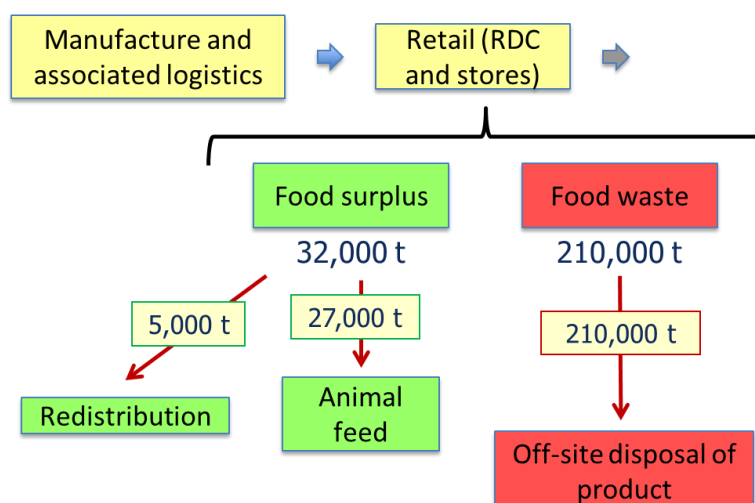 Manufacture and
associated logistics
Retail (RDC
and stores)
Food surplus
Food waste
32,000 t
210,000 t
5,000 t
27,000 t
210,000 t
Redistribution
Animal
feed
Off-site disposal of
product